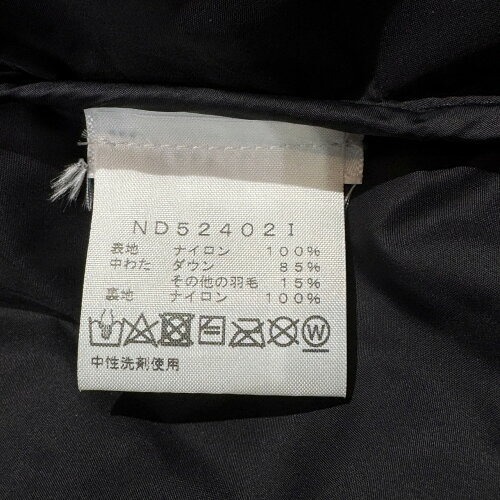 ND52402I
表地 ナイロン 100%
中わた ダウン 85%
その他の羽毛 15%
裏地 ナイロン 100%
W
中性洗剤使用